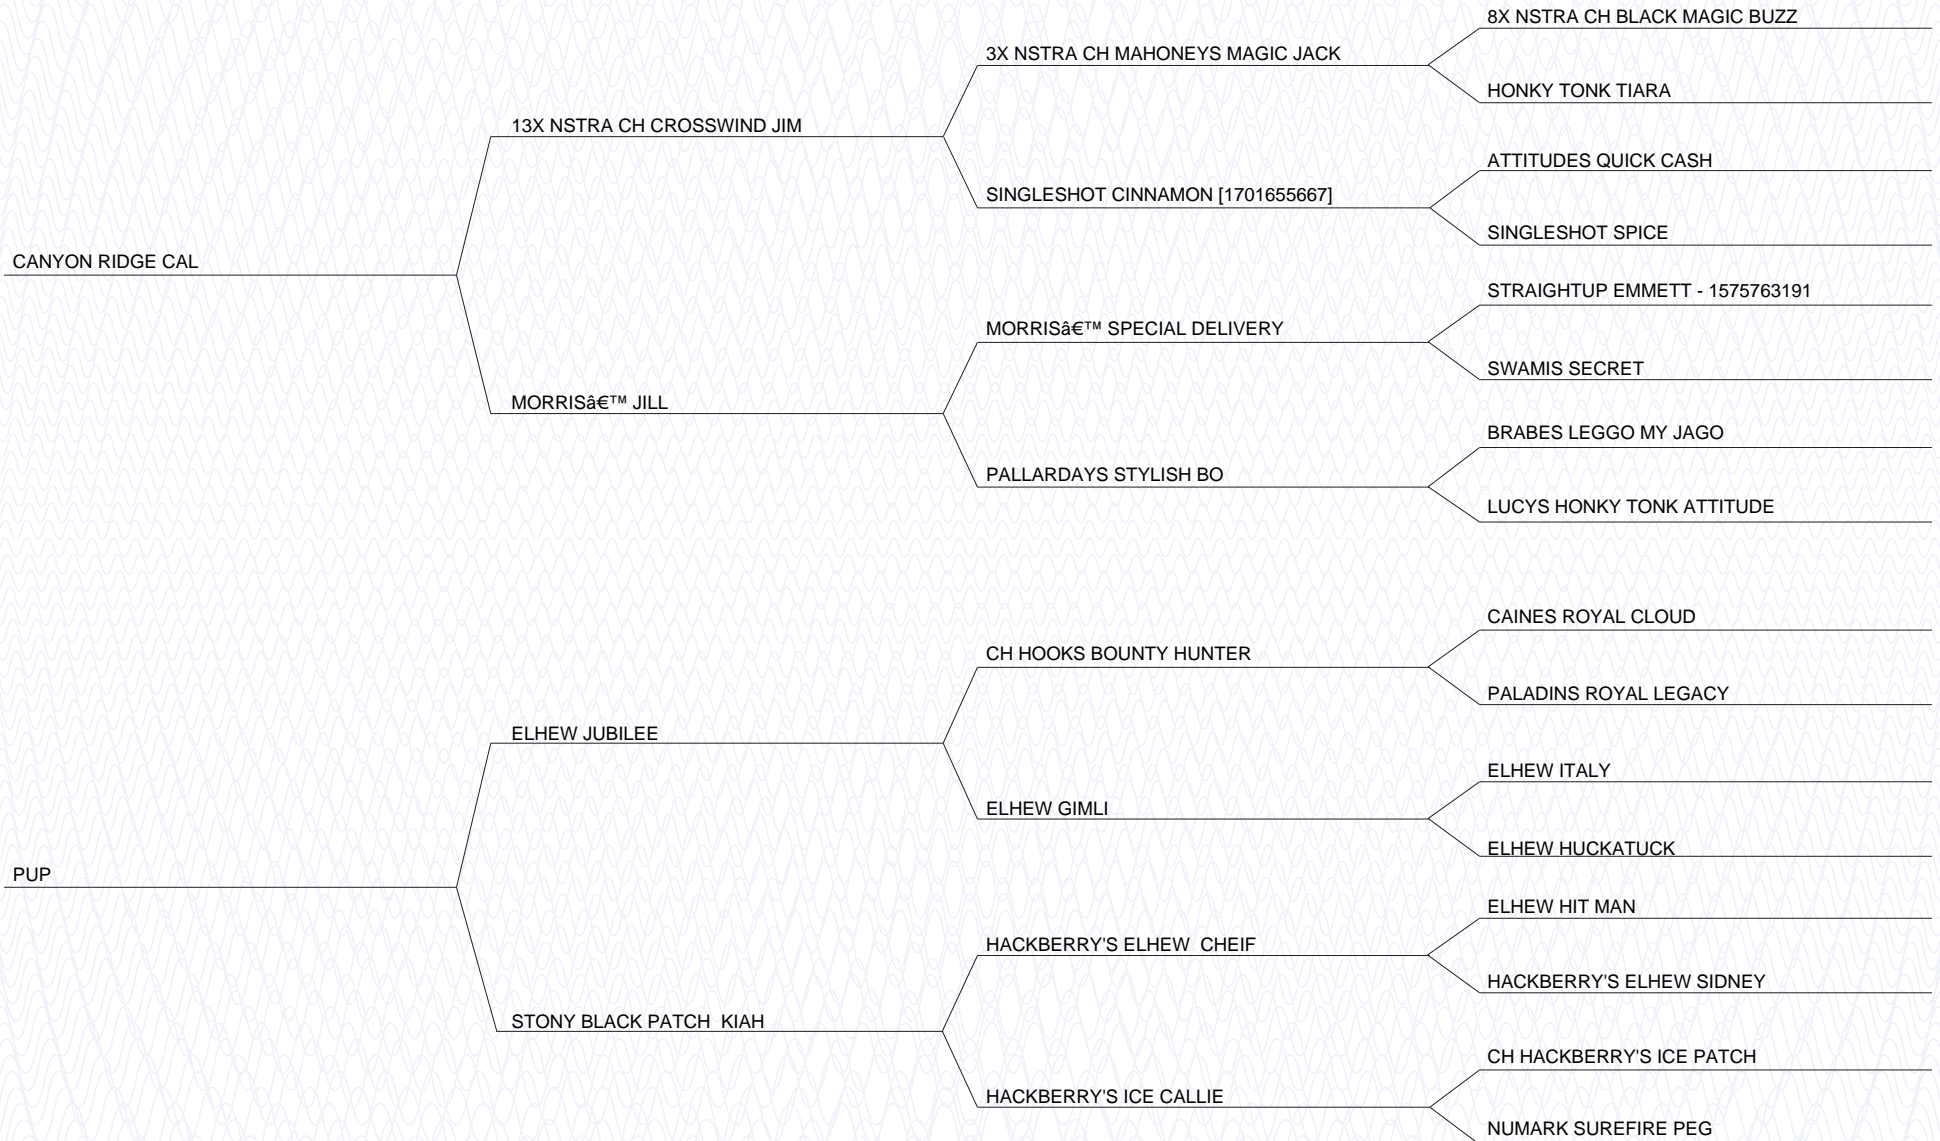 8X NSTRA CH BLACK MAGIC BUZZ
3X NSTRA CH MAHONEYS MAGIC JACK
HONKY TONK TIARA
13X NSTRA CH CROSSWIND JIM
ATTITUDES QUICK CASH
SINGLESHOT CINNAMON [1701655667]
SINGLESHOT SPICE
CANYON RIDGE CAL
STRAIGHTUP EMMETT - 1575763191
MORRISâ€™ SPECIAL DELIVERY
SWAMIS SECRET
MORRISâ€™ JILL
BRABES LEGGO MY JAGO
PALLARDAYS STYLISH BO
LUCYS HONKY TONK ATTITUDE
CAINES ROYAL CLOUD
CH HOOKS BOUNTY HUNTER
PALADINS ROYAL LEGACY
ELHEW JUBILEE
ELHEW ITALY
ELHEW GIMLI
ELHEW HUCKATUCK
PUP
ELHEW HIT MAN
HACKBERRY'S ELHEW  CHEIF
HACKBERRY'S ELHEW SIDNEY
STONY BLACK PATCH  KIAH
CH HACKBERRY'S ICE PATCH
HACKBERRY'S ICE CALLIE
NUMARK SUREFIRE PEG